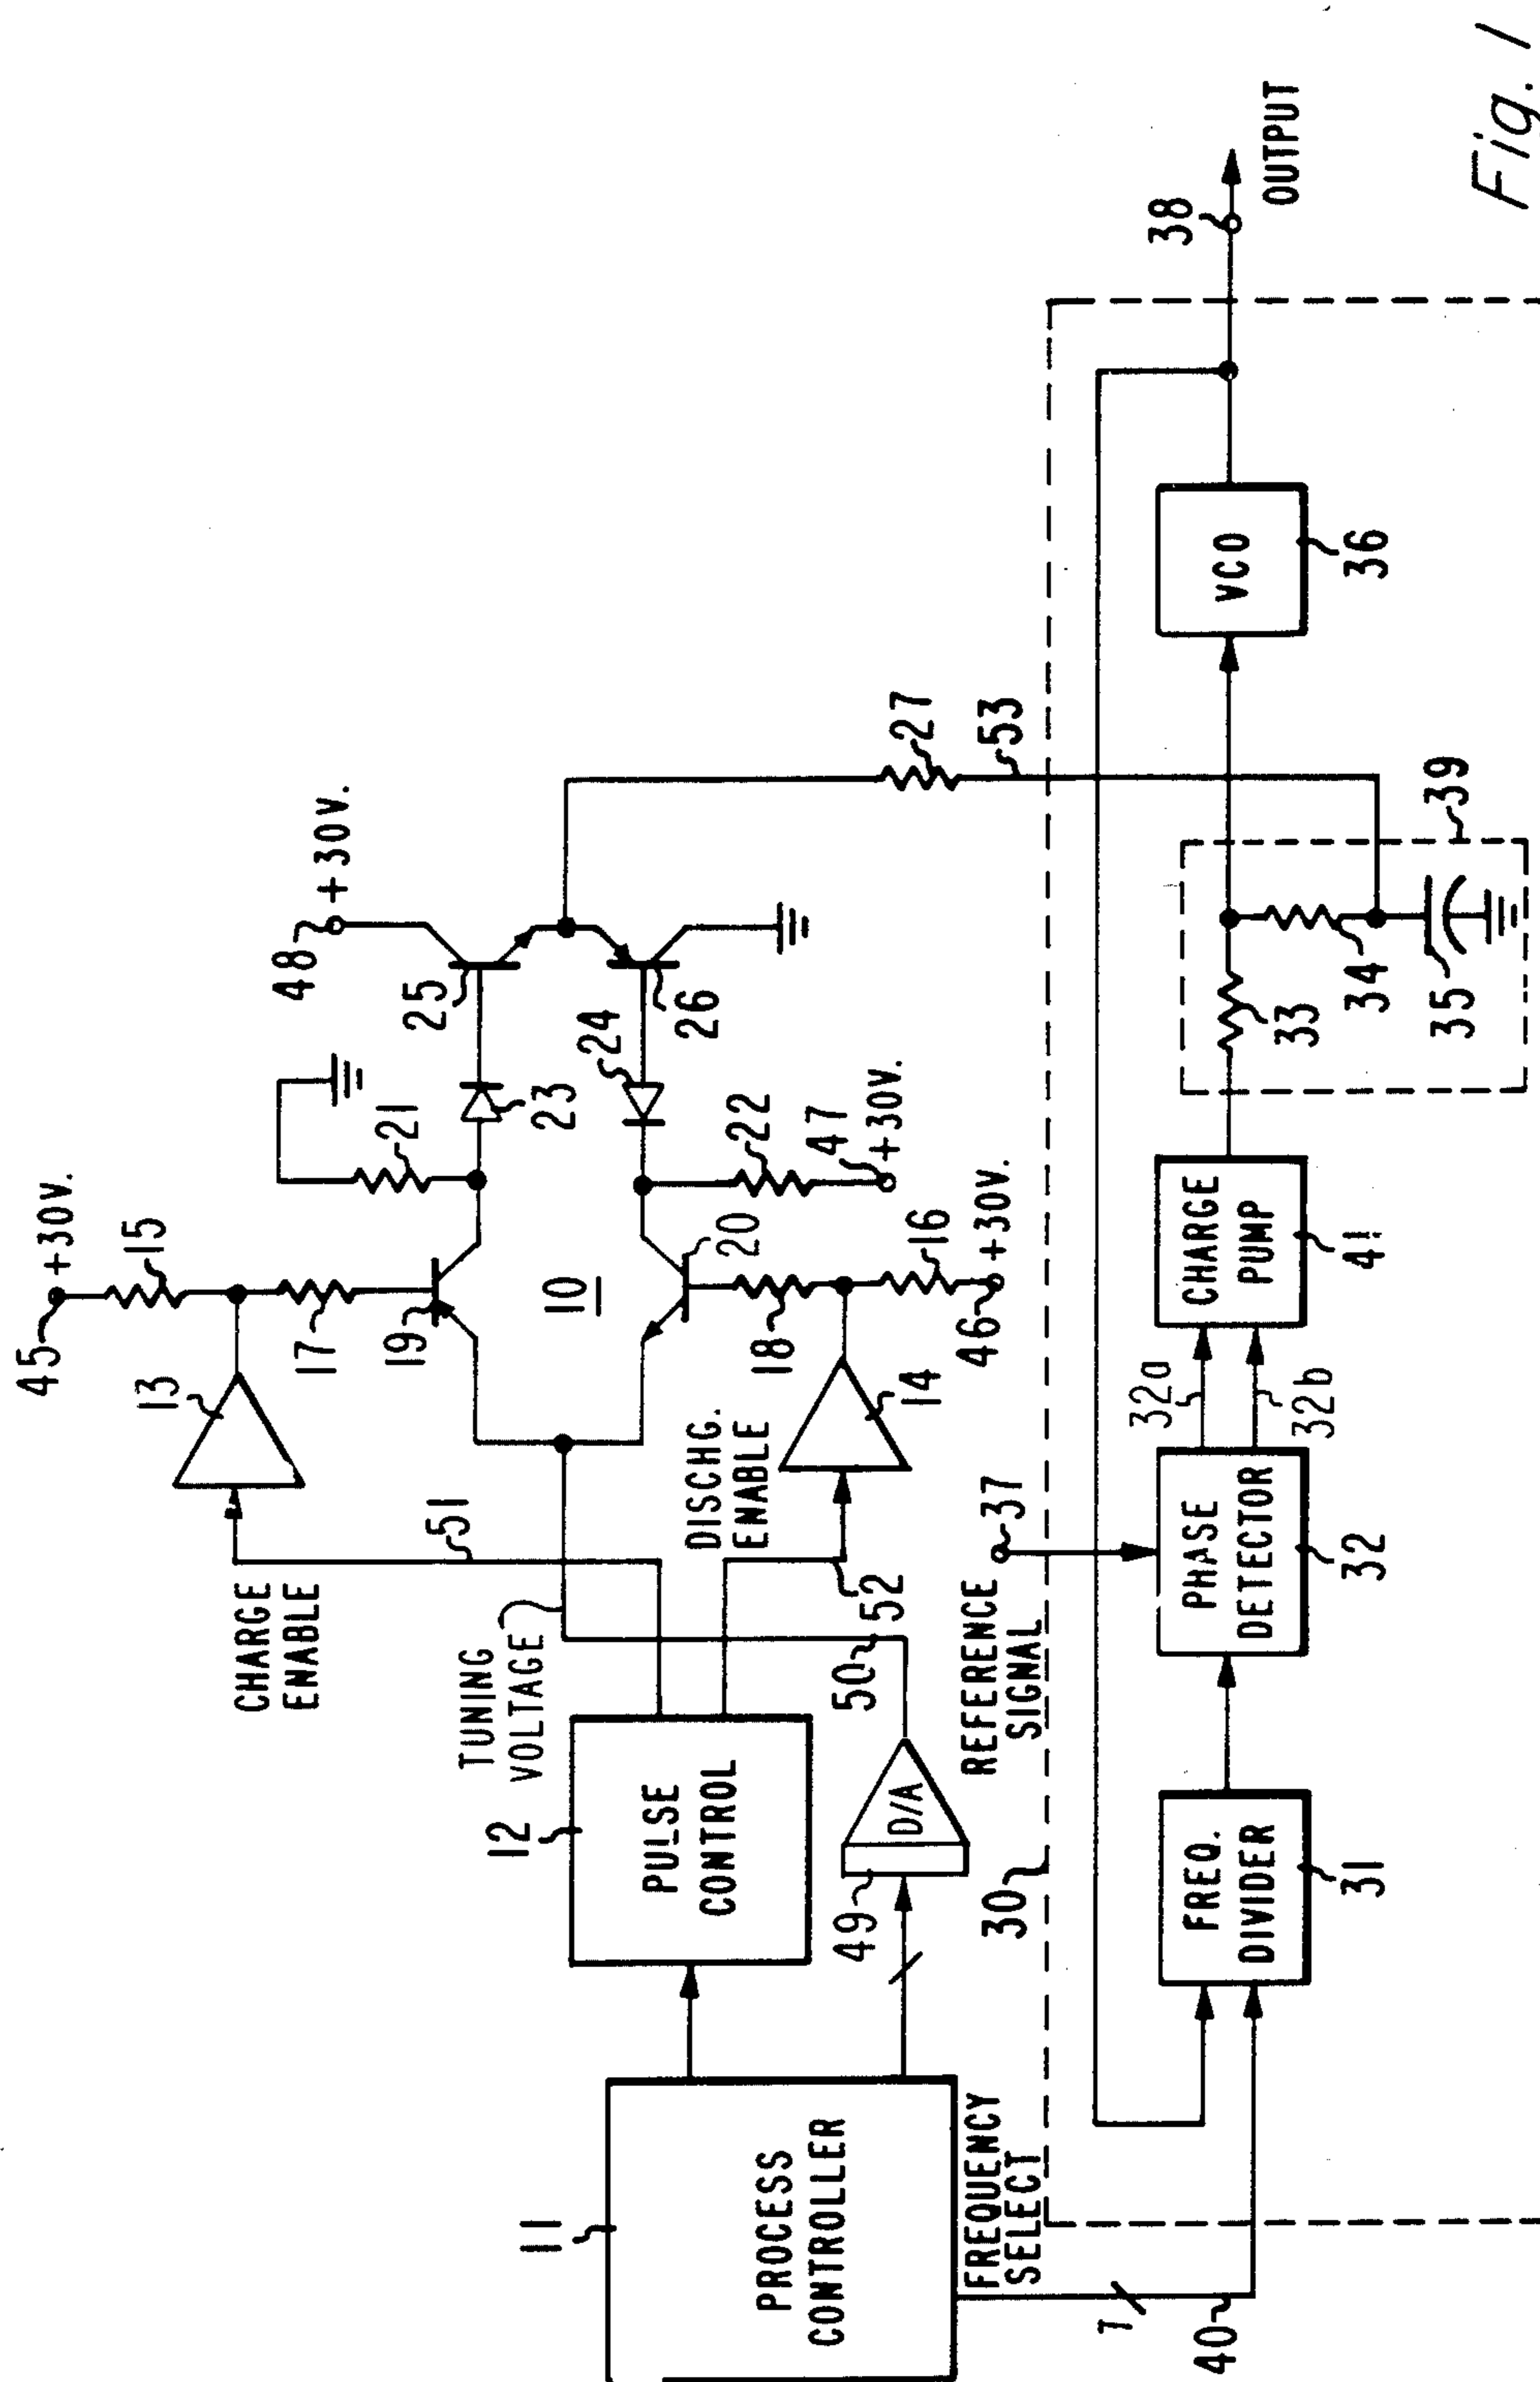 45
+30V.
15
13
17
19
CHARGE
ENABLE
51
21
48
+30V.
25
23
10
TUNING
VOLTAGE
24
26
20
22
47
+30V.
DISCHG.
ENABLE
18
16
46
+30V.
14
12
PULSE
CONTROL
52
50
49
D/A
11
PROCESS
CONTROLLER
27
53
REFERENCE
SIGNAL
37
30
FREQUENCY
SELECT
7
40
FREQ.
DIVIDER
31
PHASE
DETECTOR
32
32a
32b
CHARGE
PUMP
41
33
34
35
39
VCO
36
38
OUTPUT
Fig. 1